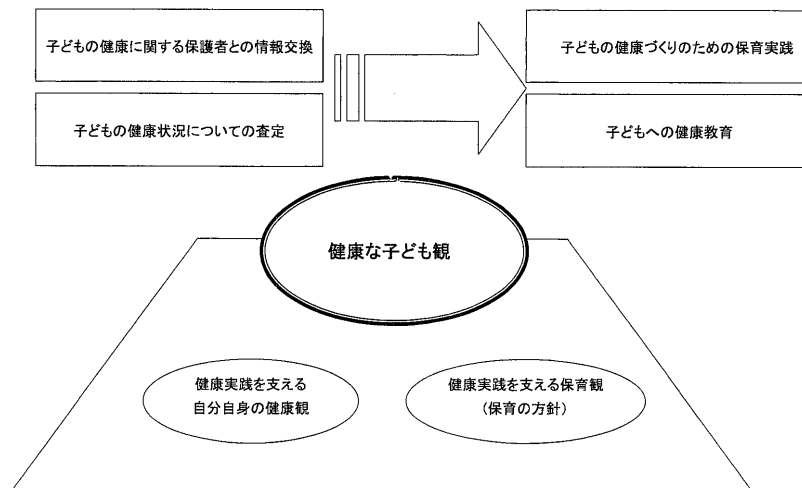 子どもの健康に関する保護者との情報交換
子どもの健康状況についての査定
子どもの健康づくりのための保育実践
子どもへの健康教育
健康な子ども観
健康実践を支える
自分自身の健康観
健康実践を支える保育観
(保育の方針)